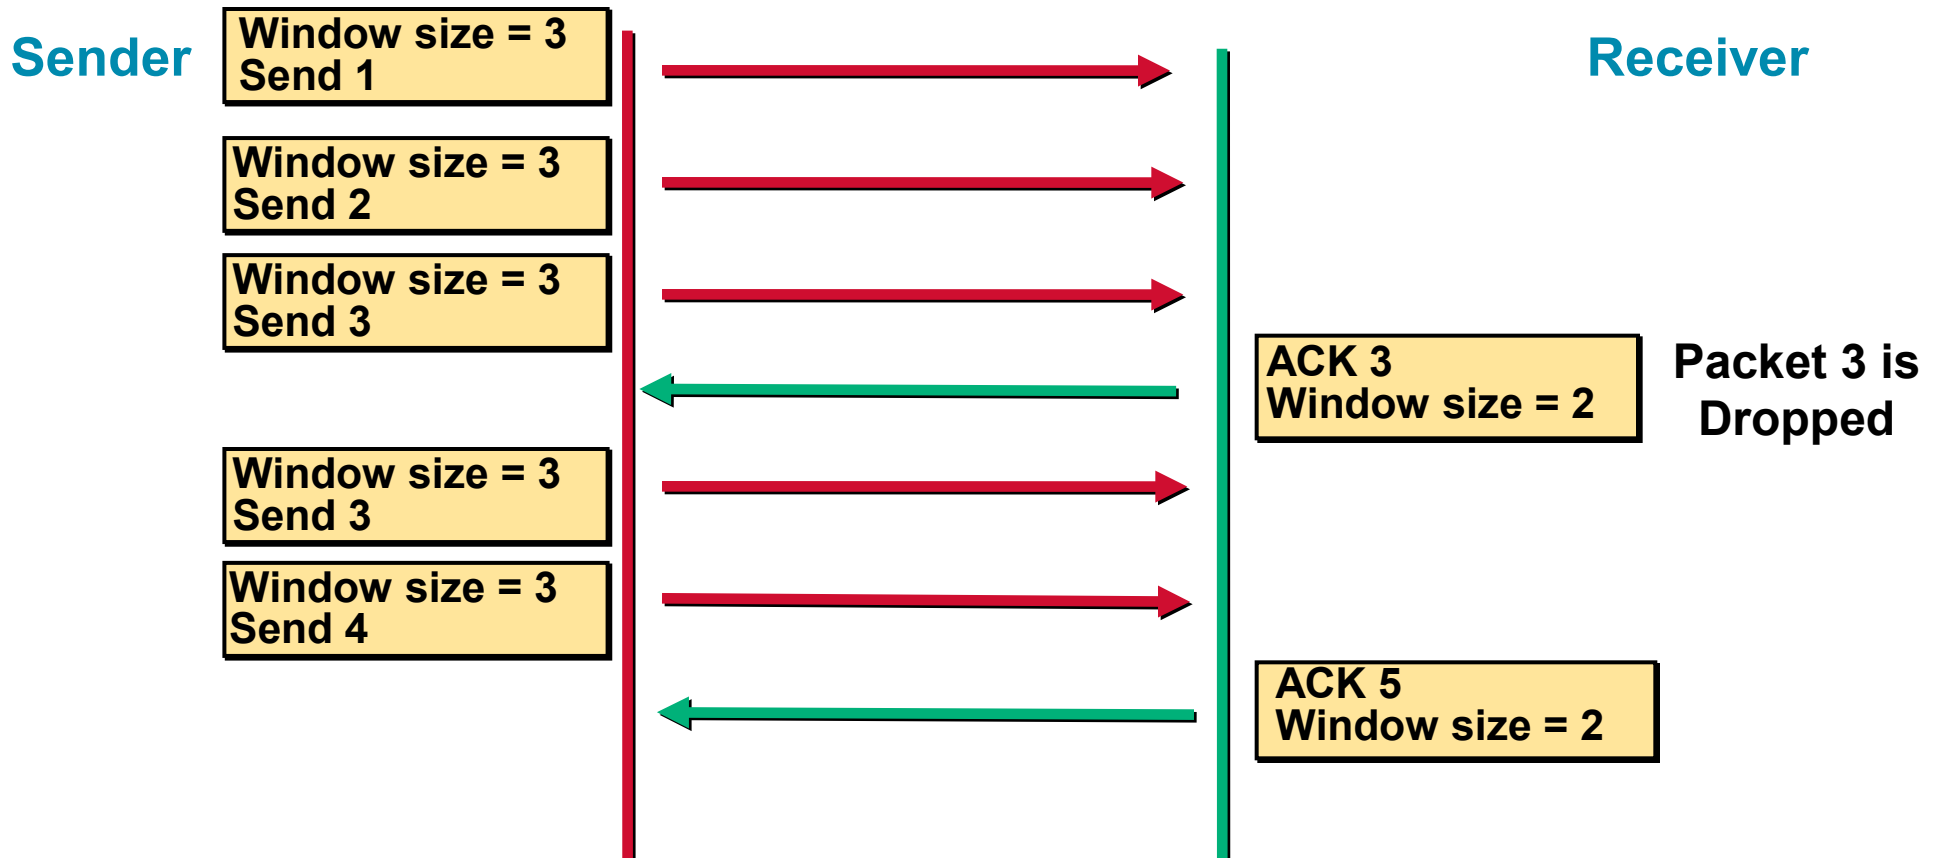 Sender
Window size = 3
Send 1
Receiver
Window size = 3
Send 2
Window size = 3
Send 3
ACK 3
Window size = 2
Packet 3 is
Dropped
Window size = 3
Send 3
Window size = 3
Send 4
ACK 5
Window size = 2